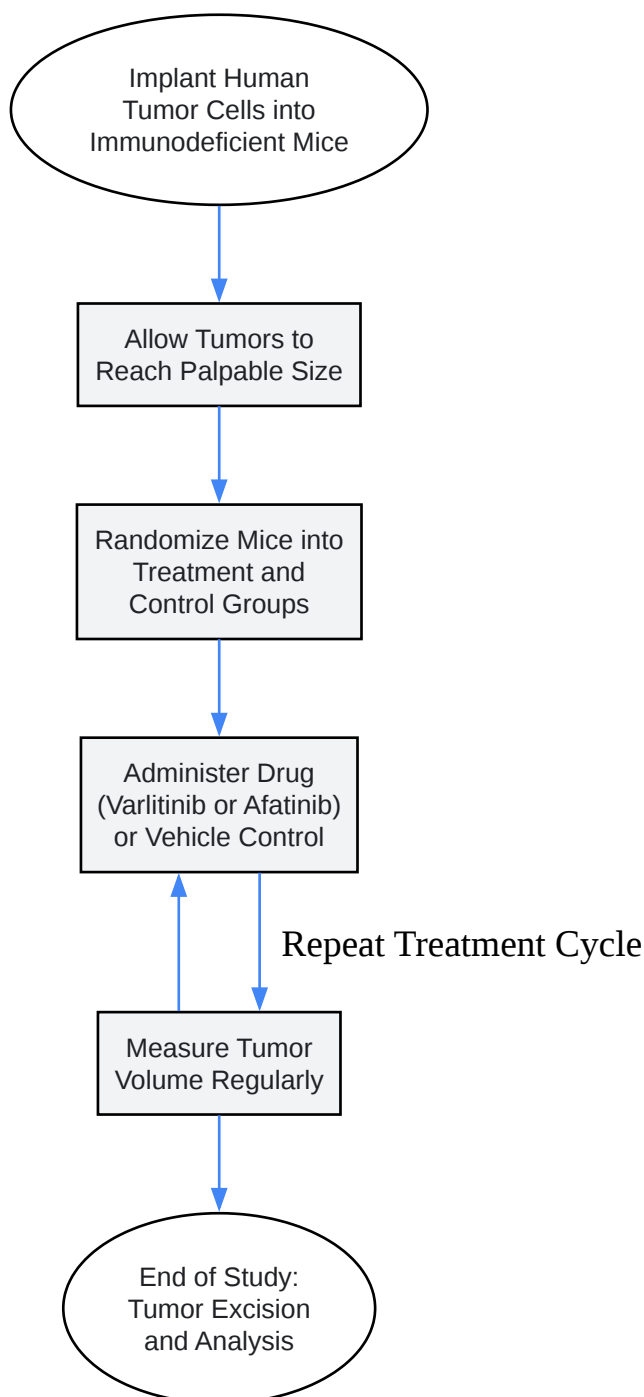 Implant Human
Tumor Cells into
Immunodeficient Mice
Allow Tumors to
Reach Palpable Size
Randomize Mice into
Treatment and
Control Groups
Administer Drug
(Varlitinib or Afatinib)
or Vehicle Control
Repeat Treatment Cycle
Measure Tumor
Volume Regularly
End of Study:
Tumor Excision
and Analysis